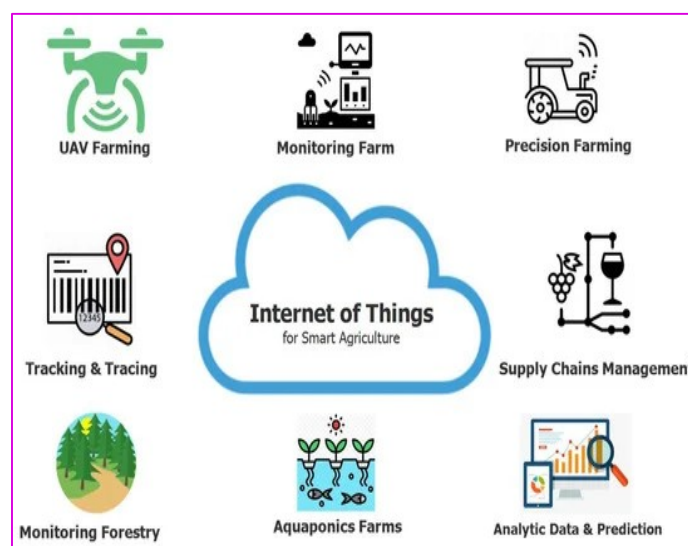 UAV Farming
Monitoring Farm
Precision Farming
Internet of Things
for Smart Agriculture
12345
Tracking & Tracing
Supply Chains Management
Monitoring Forestry
Aquaponics Farms
Analytic Data & Prediction